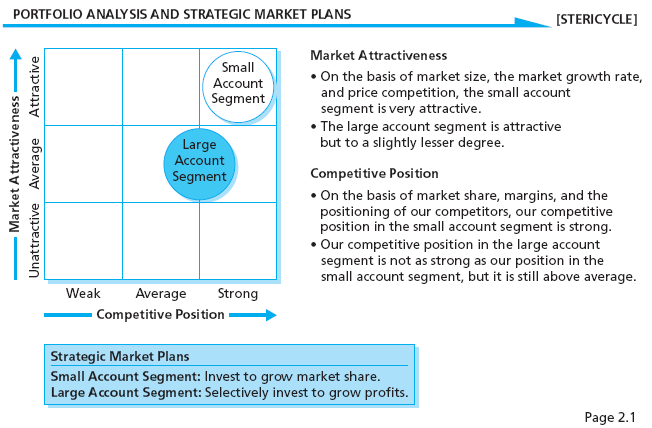 PORTFOLIO ANALYSIS AND STRATEGIC MARKET PLANS
[STERICYCLE]
Market Attractiveness
Attractive
Average
Unattractive
Small
Account
Segment
Large
Account
Segment
Weak
Average
Strong
Competitive Position
Market Attractiveness
• On the basis of market size, the market growth rate,
and price competition, the small account
segment is very attractive.
• The large account segment is attractive
but to a slightly lesser degree.
Competitive Position
• On the basis of market share, margins, and the
positioning of our competitors, our competitive
position in the small account segment is strong.
• Our competitive position in the large account
segment is not as strong as our position in the
small account segment, but it is still above average.
Strategic Market Plans
Small Account Segment: Invest to grow market share.
Large Account Segment: Selectively invest to grow profits.
Page 2.1